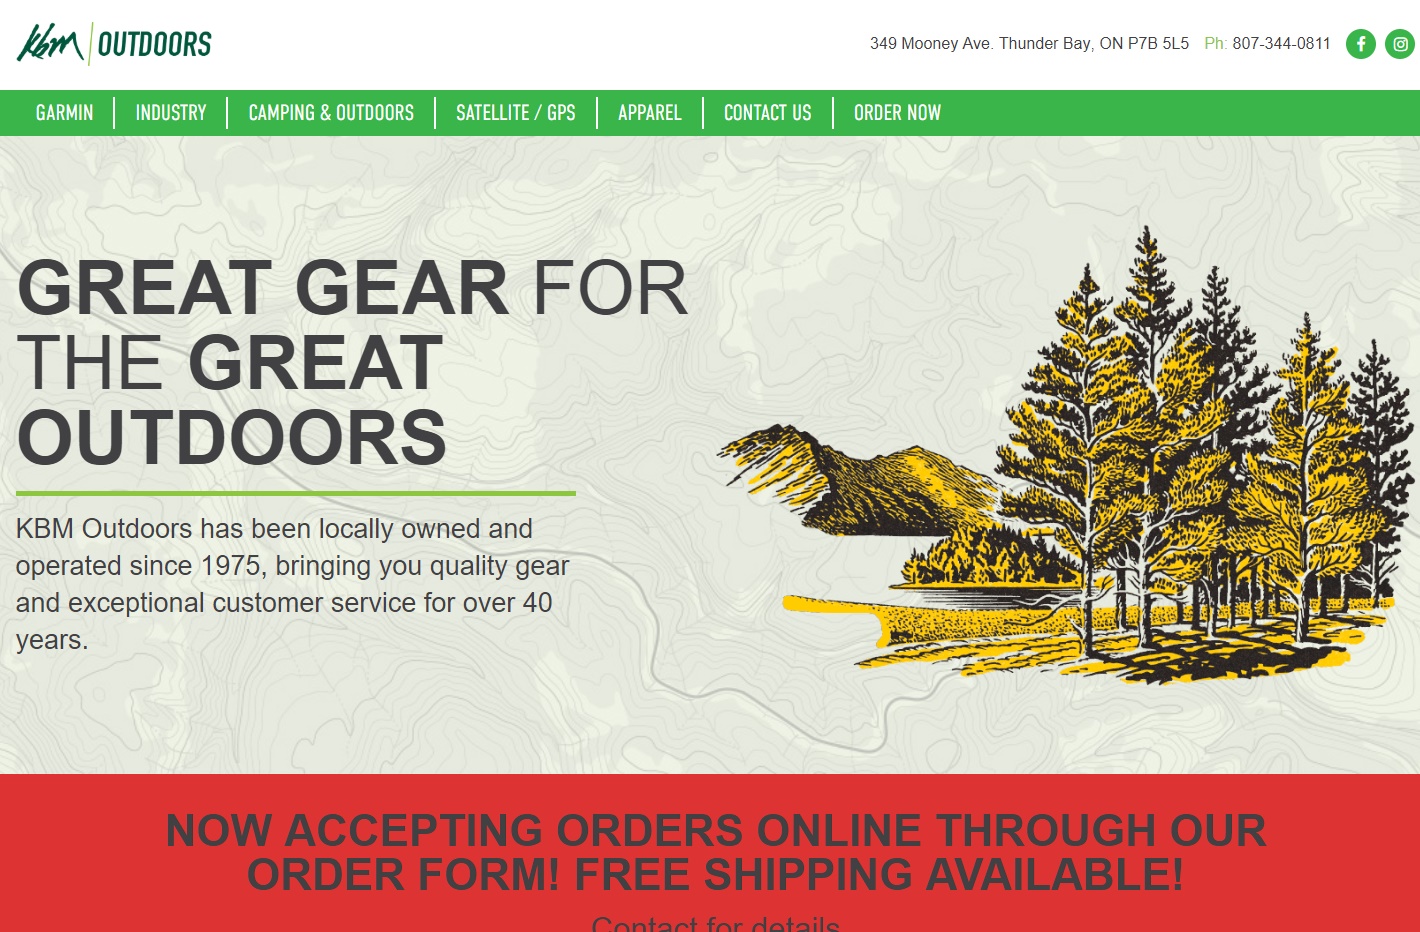 kbm OUTDOORS
349 Mooney Ave. Thunder Bay, ON P7B 5L5 Ph: 807-344-0811
GARMIN INDUSTRY CAMPING & OUTDOORS SATELLITE / GPS APPAREL CONTACT US ORDER NOW
GREAT GEAR FOR
THE GREAT
OUTDOORS
KBM Outdoors has been locally owned and
operated since 1975, bringing you quality gear
and exceptional customer service for over 40
years.
NOW ACCEPTING ORDERS ONLINE THROUGH OUR
ORDER FORM! FREE SHIPPING AVAILABLE!
Contact for details